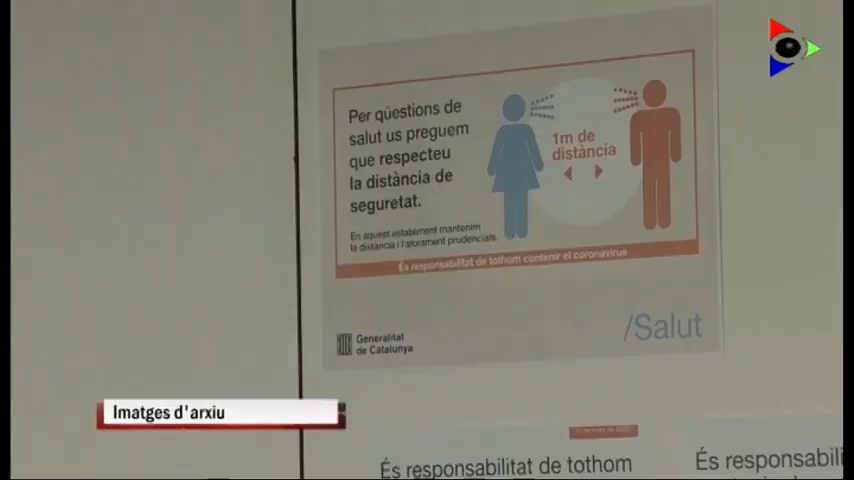 Per qüestions de
salut us preguem
que respecteu
la distància de
seguretat.
En aquest establiment mantenim
la distància i l'aforament prudencials.
1m de
distància
És responsabilitat de tothom contenir el coronavirus
Generalitat
de Catalunya
/Salut
Imatges d'arxiu
És responsabilitat de tothom
És responsabili